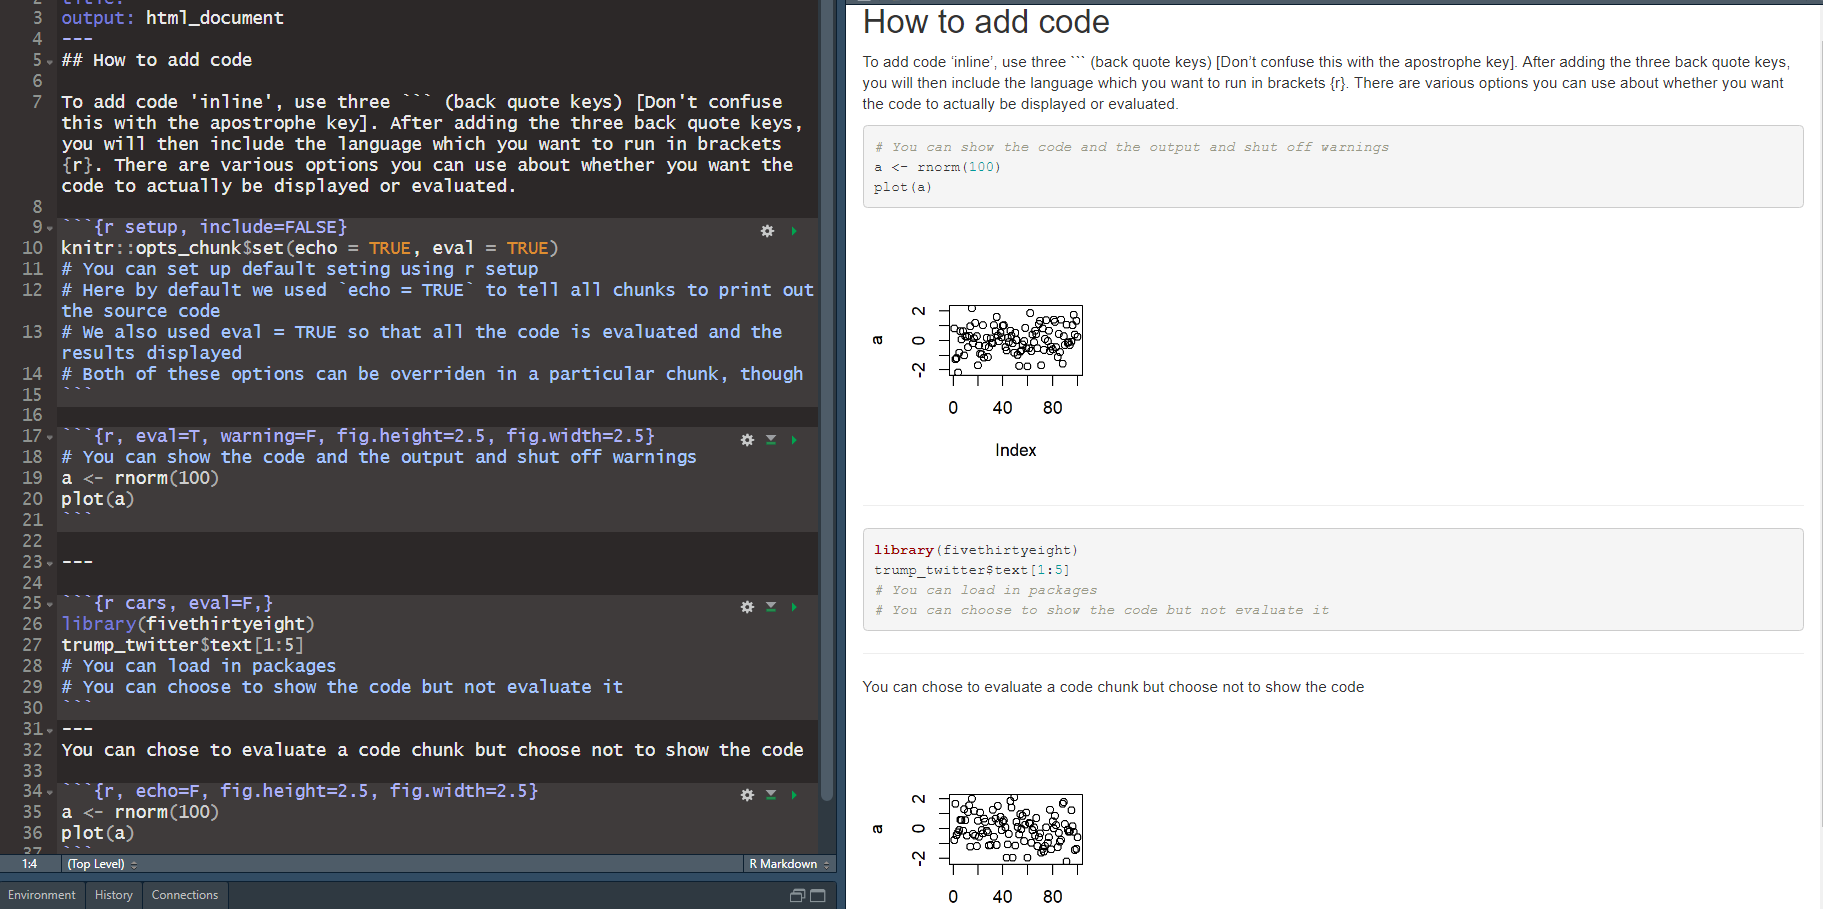 3 output: html_document
4 ---
5 ## How to add code
6
7 To add code 'inline', use three ``` (back quote keys) [Don't confuse
this with the apostrophe key]. After adding the three back quote keys,
you will then include the language which you want to run in brackets
{r}. There are various options you can use about whether you want the
code to actually be displayed or evaluated.
8
9 ```{r setup, include=FALSE}
10 knitr::opts_chunk$set(echo = TRUE, eval = TRUE)
11 # You can set up default seting using r setup
12 # Here by default we used `echo = TRUE` to tell all chunks to print out
the source code
13 # We also used eval = TRUE so that all the code is evaluated and the
results displayed
14 # Both of these options can be overriden in a particular chunk, though
15 ```
16
17 ```{r, eval=T, warning=F, fig.height=2.5, fig.width=2.5}
18 # You can show the code and the output and shut off warnings
19 a <- rnorm(100)
20 plot(a)
21 ```
22
23 ---
24
25 ```{r cars, eval=F,}
26 library(fivethirtyeight)
27 trump_twitter$text[1:5]
28 # You can load in packages
29 # You can choose to show the code but not evaluate it
30 ```
31 ---
32 You can chose to evaluate a code chunk but choose not to show the code
33
34 ```{r, echo=F, fig.height=2.5, fig.width=2.5}
35 a <- rnorm(100)
36 plot(a)
37 ```
1:4 (Top Level) R Markdown
Environment History Connections
How to add code
To add code 'inline', use three ``` (back quote keys) [Don't confuse this with the apostrophe key]. After adding the three back quote keys,
you will then include the language which you want to run in brackets {r}. There are various options you can use about whether you want
the code to actually be displayed or evaluated.
# You can show the code and the output and shut off warnings
a <- rnorm(100)
plot(a)
2
0
-2
a
0 40 80
Index
library(fivethirtyeight)
trump_twitter$text[1:5]
# You can load in packages
# You can choose to show the code but not evaluate it
You can chose to evaluate a code chunk but choose not to show the code
2
0
-2
a
0 40 80